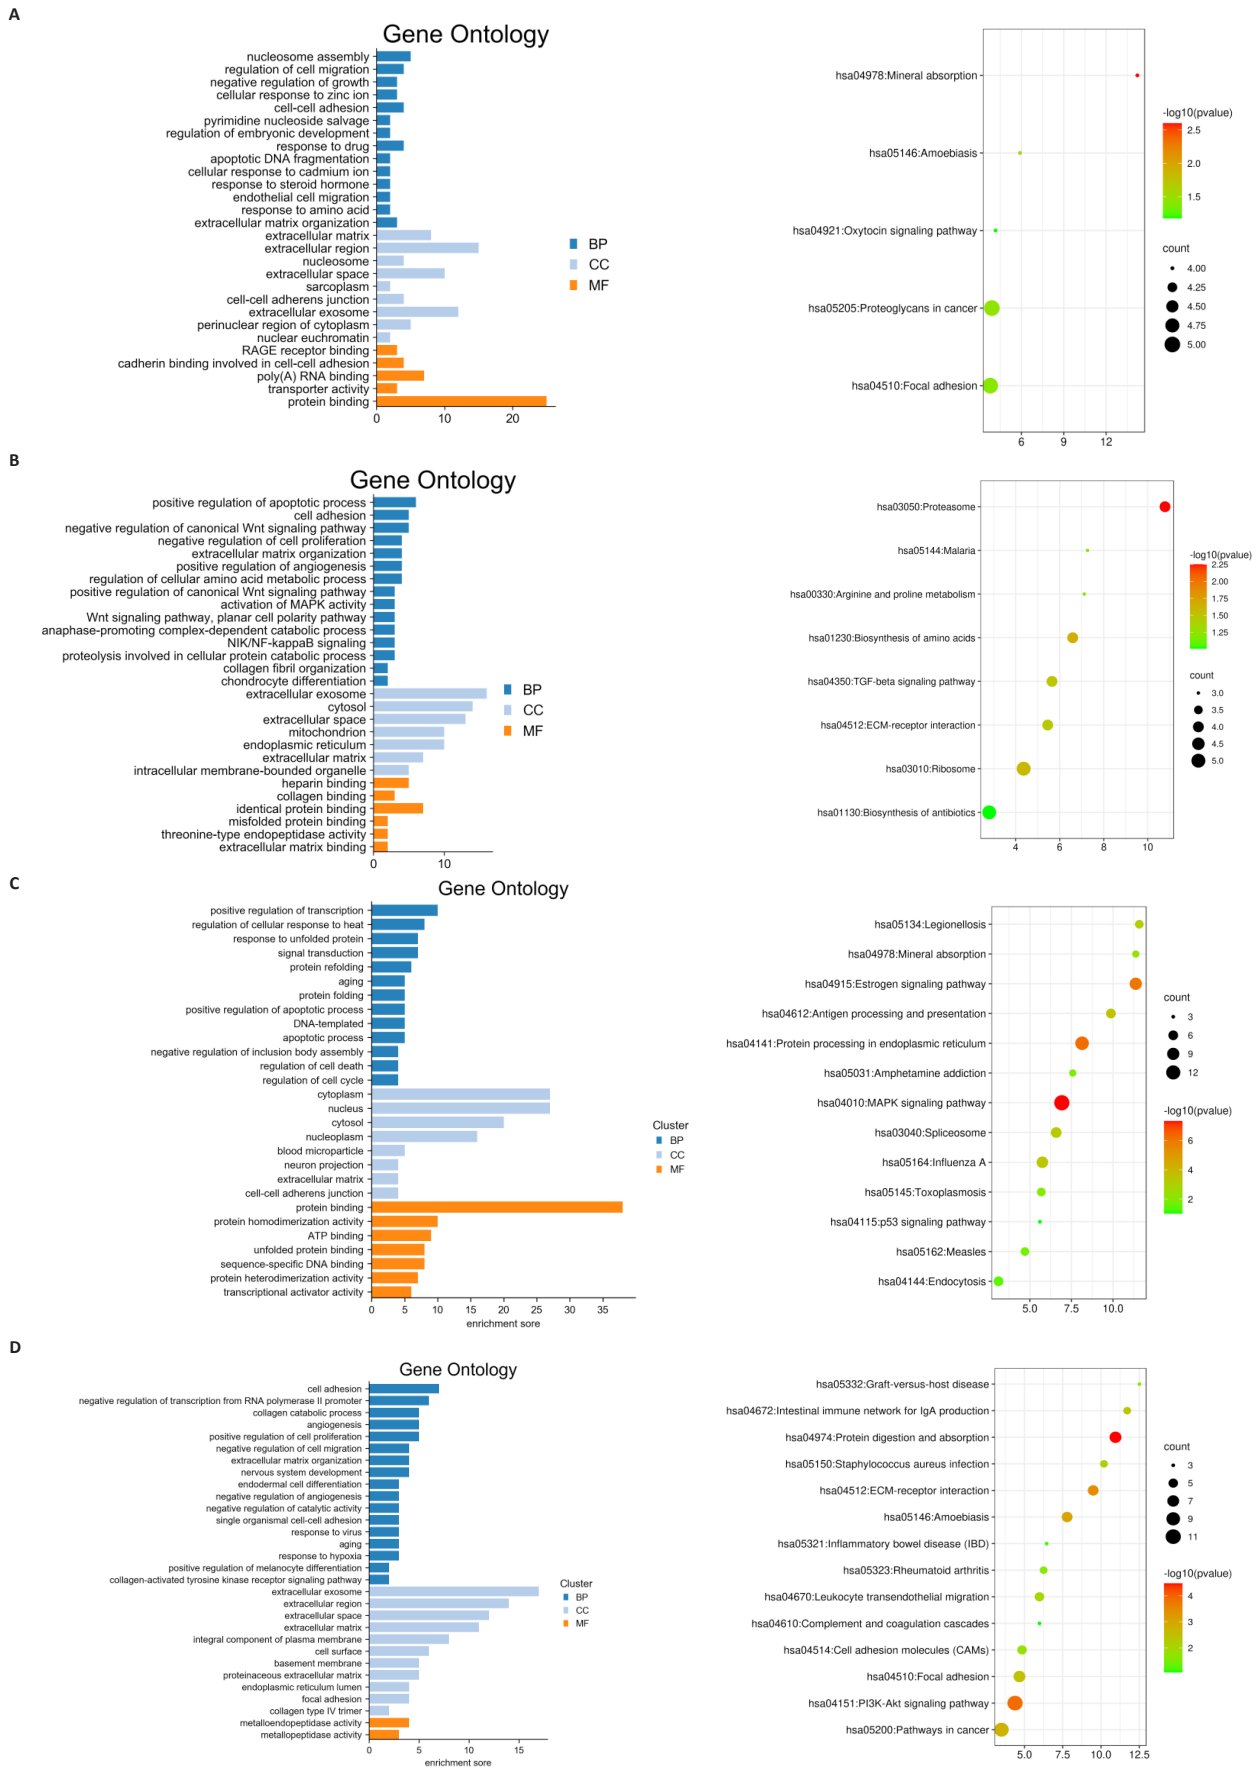 A
Gene Ontology
nucleosome assembly
regulation of cell migration
negative regulation of growth
cellular response to zinc ion
cell-cell adhesion
pyrimidine nucleoside salvage
regulation of embryonic development
response to drug
apoptotic DNA fragmentation
cellular response to cadmium ion
response to steroid hormone
endothelial cell migration
response to amino acid
extracellular matrix organization
extracellular matrix
extracellular region
nucleosome
extracellular space
sarcoplasm
cell-cell adherens junction
extracellular exosome
perinuclear region of cytoplasm
nuclear euchromatin
RAGE receptor binding
cadherin binding involved in cell-cell adhesion
poly(A) RNA binding
transporter activity
protein binding
0 10 20
BP
CC
MF
hsa04978:Mineral absorption
hsa05146:Amoebiasis
hsa04921:Oxytocin signaling pathway
hsa05205:Proteoglycans in cancer
hsa04510:Focal adhesion
6 9 12
-log10(pvalue)
2.5
2.0
1.5
count
4.00
4.25
4.50
4.75
5.00
B
Gene Ontology
positive regulation of apoptotic process
cell adhesion
negative regulation of canonical Wnt signaling pathway
negative regulation of cell proliferation
extracellular matrix organization
positive regulation of angiogenesis
regulation of cellular amino acid metabolic process
positive regulation of canonical Wnt signaling pathway
activation of MAPK activity
Wnt signaling pathway, planar cell polarity pathway
anaphase-promoting complex-dependent catabolic process
NIK/NF-kappaB signaling
proteolysis involved in cellular protein catabolic process
collagen fibril organization
chondrocyte differentiation
extracellular exosome
cytosol
extracellular space
mitochondrion
endoplasmic reticulum
extracellular matrix
intracellular membrane-bounded organelle
heparin binding
collagen binding
identical protein binding
misfolded protein binding
threonine-type endopeptidase activity
extracellular matrix binding
0 10
BP
CC
MF
hsa03050:Proteasome
hsa05144:Malaria
hsa00330:Arginine and proline metabolism
hsa01230:Biosynthesis of amino acids
hsa04350:TGF-beta signaling pathway
hsa04512:ECM-receptor interaction
hsa03010:Ribosome
hsa01130:Biosynthesis of antibiotics
4 6 8 10
-log10(pvalue)
2.25
2.00
1.75
1.50
1.25
count
3.0
3.5
4.0
4.5
5.0
C
Gene Ontology
positive regulation of transcription
regulation of cellular response to heat
response to unfolded protein
signal transduction
protein refolding
aging
protein folding
positive regulation of apoptotic process
DNA-templated
apoptotic process
negative regulation of inclusion body assembly
regulation of cell death
regulation of cell cycle
cytoplasm
nucleus
cytosol
nucleoplasm
blood microparticle
neuron projection
extracellular matrix
cell-cell adherens junction
protein binding
protein homodimerization activity
ATP binding
unfolded protein binding
sequence-specific DNA binding
protein heterodimerization activity
transcriptional activator activity
0 5 10 15 20 25 30 35
enrichment sore
Cluster
BP
CC
MF
hsa05134:Legionellosis
hsa04978:Mineral absorption
hsa04915:Estrogen signaling pathway
hsa04612:Antigen processing and presentation
hsa04141:Protein processing in endoplasmic reticulum
hsa05031:Amphetamine addiction
hsa04010:MAPK signaling pathway
hsa03040:Spliceosome
hsa05164:Influenza A
hsa05145:Toxoplasmosis
hsa04115:p53 signaling pathway
hsa05162:Measles
hsa04144:Endocytosis
5.0 7.5 10.0
count
3
6
9
12
-log10(pvalue)
6
4
2
D
Gene Ontology
cell adhesion
negative regulation of transcription from RNA polymerase II promoter
collagen catabolic process
angiogenesis
positive regulation of cell proliferation
negative regulation of cell migration
extracellular matrix organization
nervous system development
endodermal cell differentiation
negative regulation of angiogenesis
negative regulation of catalytic activity
single organismal cell-cell adhesion
response to virus
aging
response to hypoxia
positive regulation of melanocyte differentiation
collagen-activated tyrosine kinase receptor signaling pathway
extracellular exosome
extracellular region
extracellular space
extracellular matrix
integral component of plasma membrane
cell surface
basement membrane
proteinaceous extracellular matrix
endoplasmic reticulum lumen
focal adhesion
collagen type IV trimer
metalloendopeptidase activity
metallopeptidase activity
0 5 10 15
enrichment sore
Cluster
BP
CC
MF
hsa05332:Graft-versus-host disease
hsa04672:Intestinal immune network for IgA production
hsa04974:Protein digestion and absorption
hsa05150:Staphylococcus aureus infection
hsa04512:ECM-receptor interaction
hsa05146:Amoebiasis
hsa05321:Inflammatory bowel disease (IBD)
hsa05323:Rheumatoid arthritis
hsa04670:Leukocyte transendothelial migration
hsa04610:Complement and coagulation cascades
hsa04514:Cell adhesion molecules (CAMs)
hsa04510:Focal adhesion
hsa04151:PI3K-Akt signaling pathway
hsa05200:Pathways in cancer
5.0 7.5 10.0 12.5
count
3
5
7
9
11
-log10(pvalue)
4
3
2